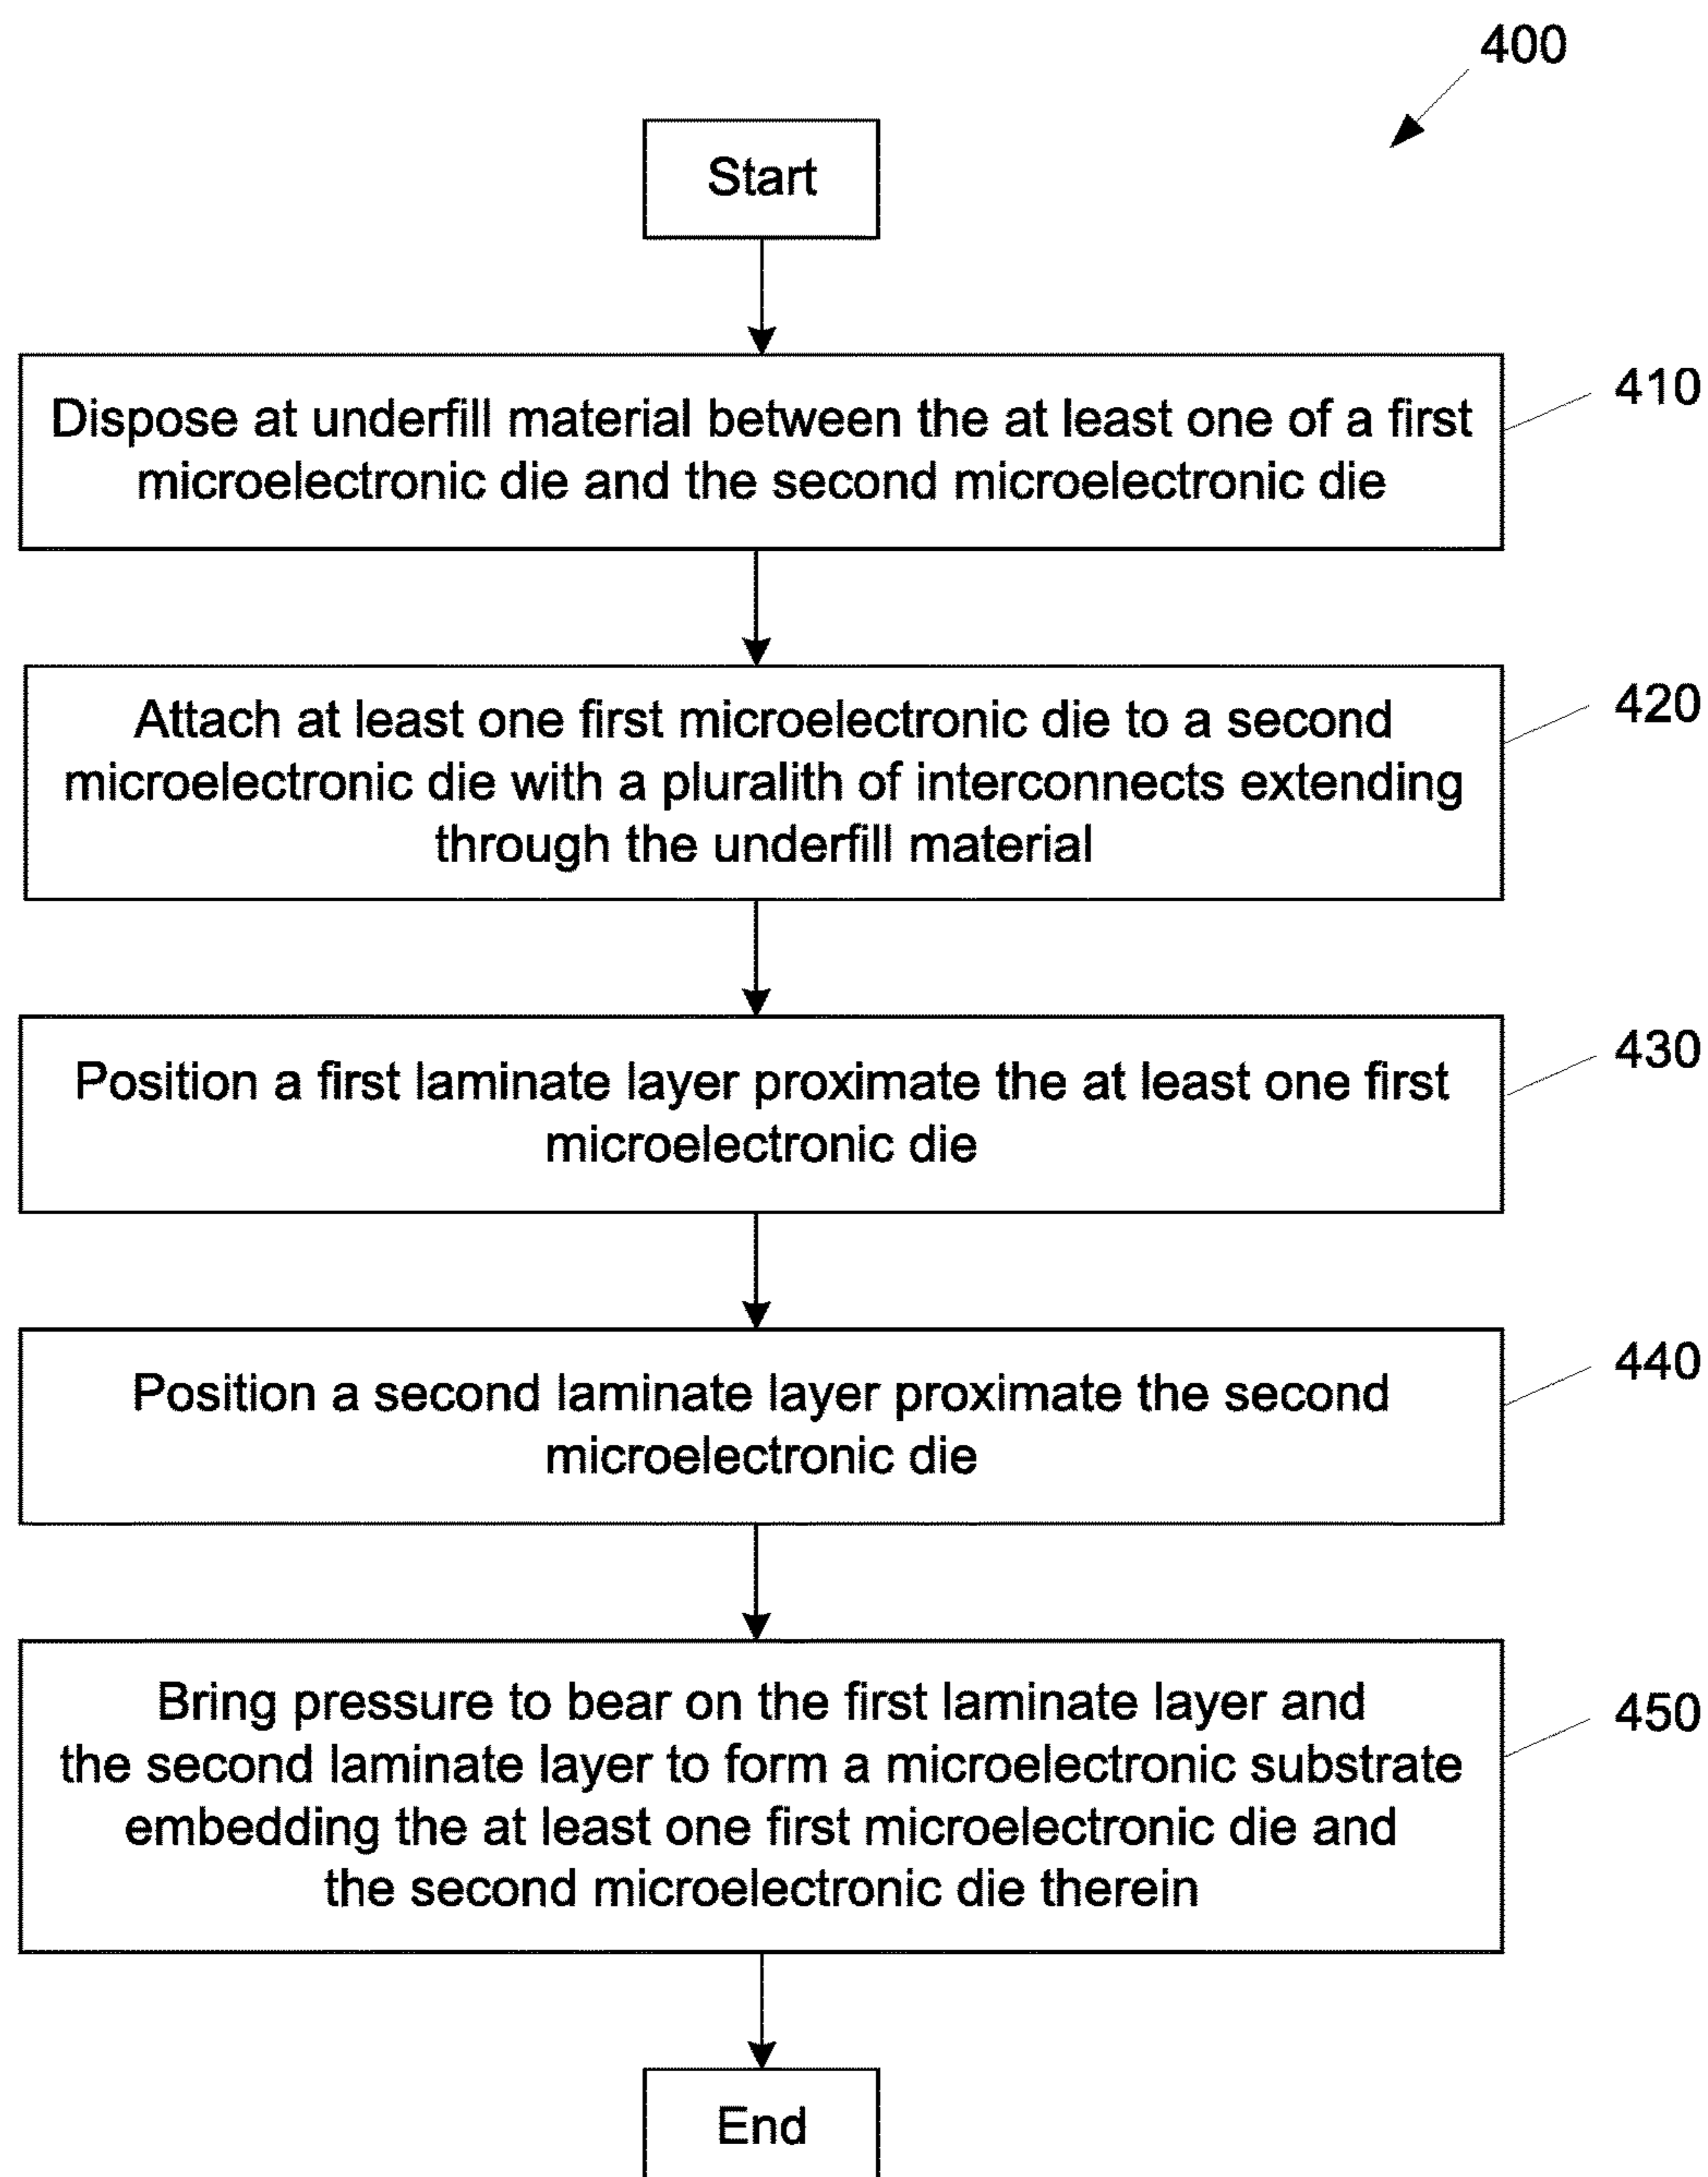 400
Start
Dispose at underfill material between the at least one of a first
microelectronic die and the second microelectronic die
410
Attach at least one first microelectronic die to a second
microelectronic die with a pluralith of interconnects extending
through the underfill material
420
Position a first laminate layer proximate the at least one first
microelectronic die
430
Position a second laminate layer proximate the second
microelectronic die
440
Bring pressure to bear on the first laminate layer and
the second laminate layer to form a microelectronic substrate
embedding the at least one first microelectronic die and
the second microelectronic die therein
450
End